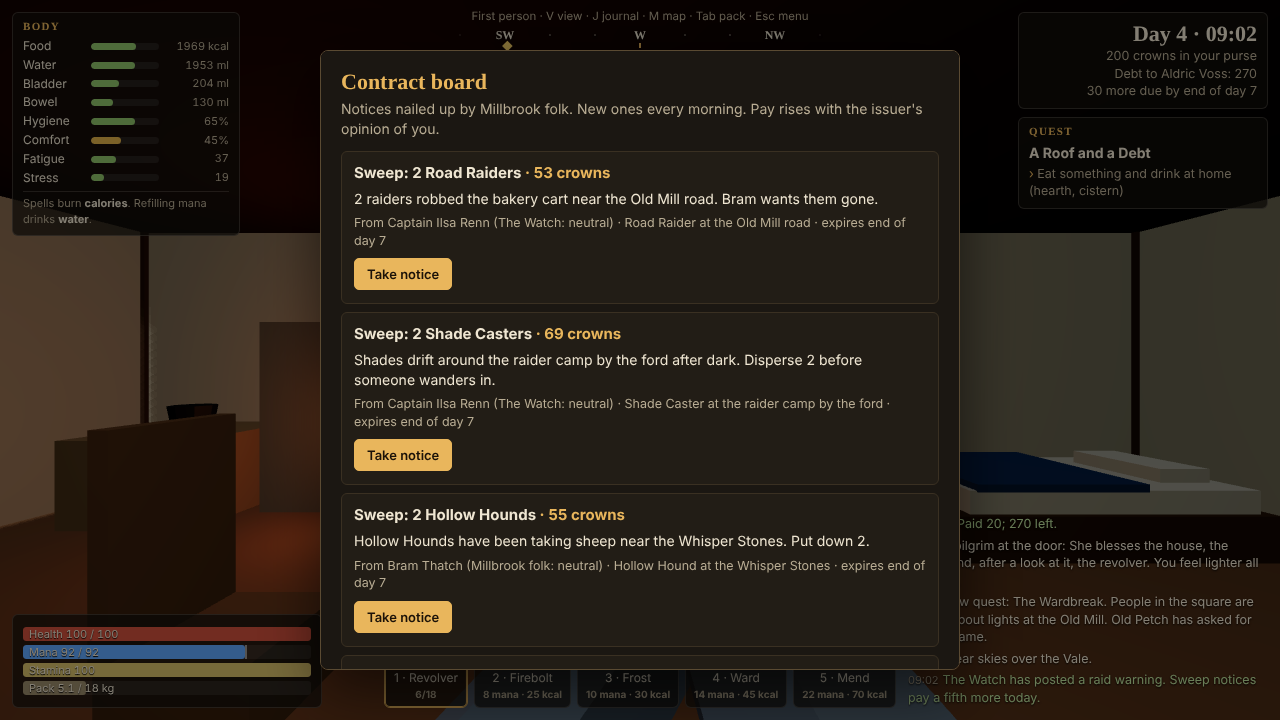 First person · V view · J journal · M map · Tab pack · Esc menu
SW
W
NW
BODY
Food 1969 kcal
Water 1953 ml
Bladder 204 ml
Bowel 130 ml
Hygiene 65%
Comfort 45%
Fatigue 37
Stress 19
Spells burn calories. Refilling mana
drinks water.
Day 4 · 09:02
200 crowns in your purse
Debt to Aldric Voss: 270
30 more due by end of day 7
QUEST
A Roof and a Debt
› Eat something and drink at home
(hearth, cistern)
Contract board
Notices nailed up by Millbrook folk. New ones every morning. Pay rises with the issuer's
opinion of you.
Sweep: 2 Road Raiders · 53 crowns
2 raiders robbed the bakery cart near the Old Mill road. Bram wants them gone.
From Captain Ilsa Renn (The Watch: neutral) · Road Raider at the Old Mill road · expires end of
day 7
Take notice
Sweep: 2 Shade Casters · 69 crowns
Shades drift around the raider camp by the ford after dark. Disperse 2 before
someone wanders in.
From Captain Ilsa Renn (The Watch: neutral) · Shade Caster at the raider camp by the ford ·
expires end of day 7
Take notice
Sweep: 2 Hollow Hounds · 55 crowns
Hollow Hounds have been taking sheep near the Whisper Stones. Put down 2.
From Bram Thatch (Millbrook folk: neutral) · Hollow Hound at the Whisper Stones · expires end of
day 7
Take notice
Paid 20; 270 left.
at the door: She blesses the house, the
after a look at it, the revolver. You feel lighter all
quest: The Wardbreak. People in the square are
lights at the Old Mill. Old Petch has asked for
skies over the Vale.
09:02 The Watch has posted a raid warning. Sweep notices
pay a fifth more today.
Health 100 / 100
Mana 92 / 92
Stamina 100
Pack 5.1 / 18 kg
1 · Revolver
6/18
2 · Firebolt
8 mana · 25 kcal
3 · Frost
10 mana · 30 kcal
4 · Ward
14 mana · 45 kcal
5 · Mend
22 mana · 70 kcal